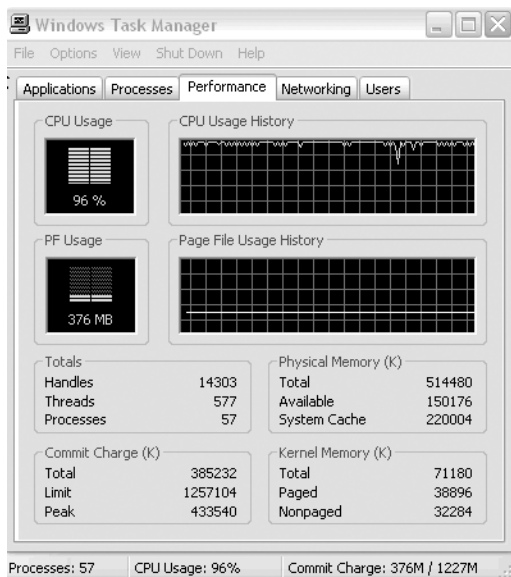 Windows Task Manager
File Options View Shut Down Help
Applications Processes Performance Networking Users
CPU Usage
CPU Usage History
96 %
PF Usage
Page File Usage History
376 MB
Totals
Handles 14303
Threads 577
Processes 57
Physical Memory (K)
Total 514480
Available 150176
System Cache 220004
Commit Charge (K)
Total 385232
Limit 1257104
Peak 433540
Kernel Memory (K)
Total 71180
Paged 38896
Nonpaged 32284
Processes: 57 CPU Usage: 96% Commit Charge: 376M / 1227M